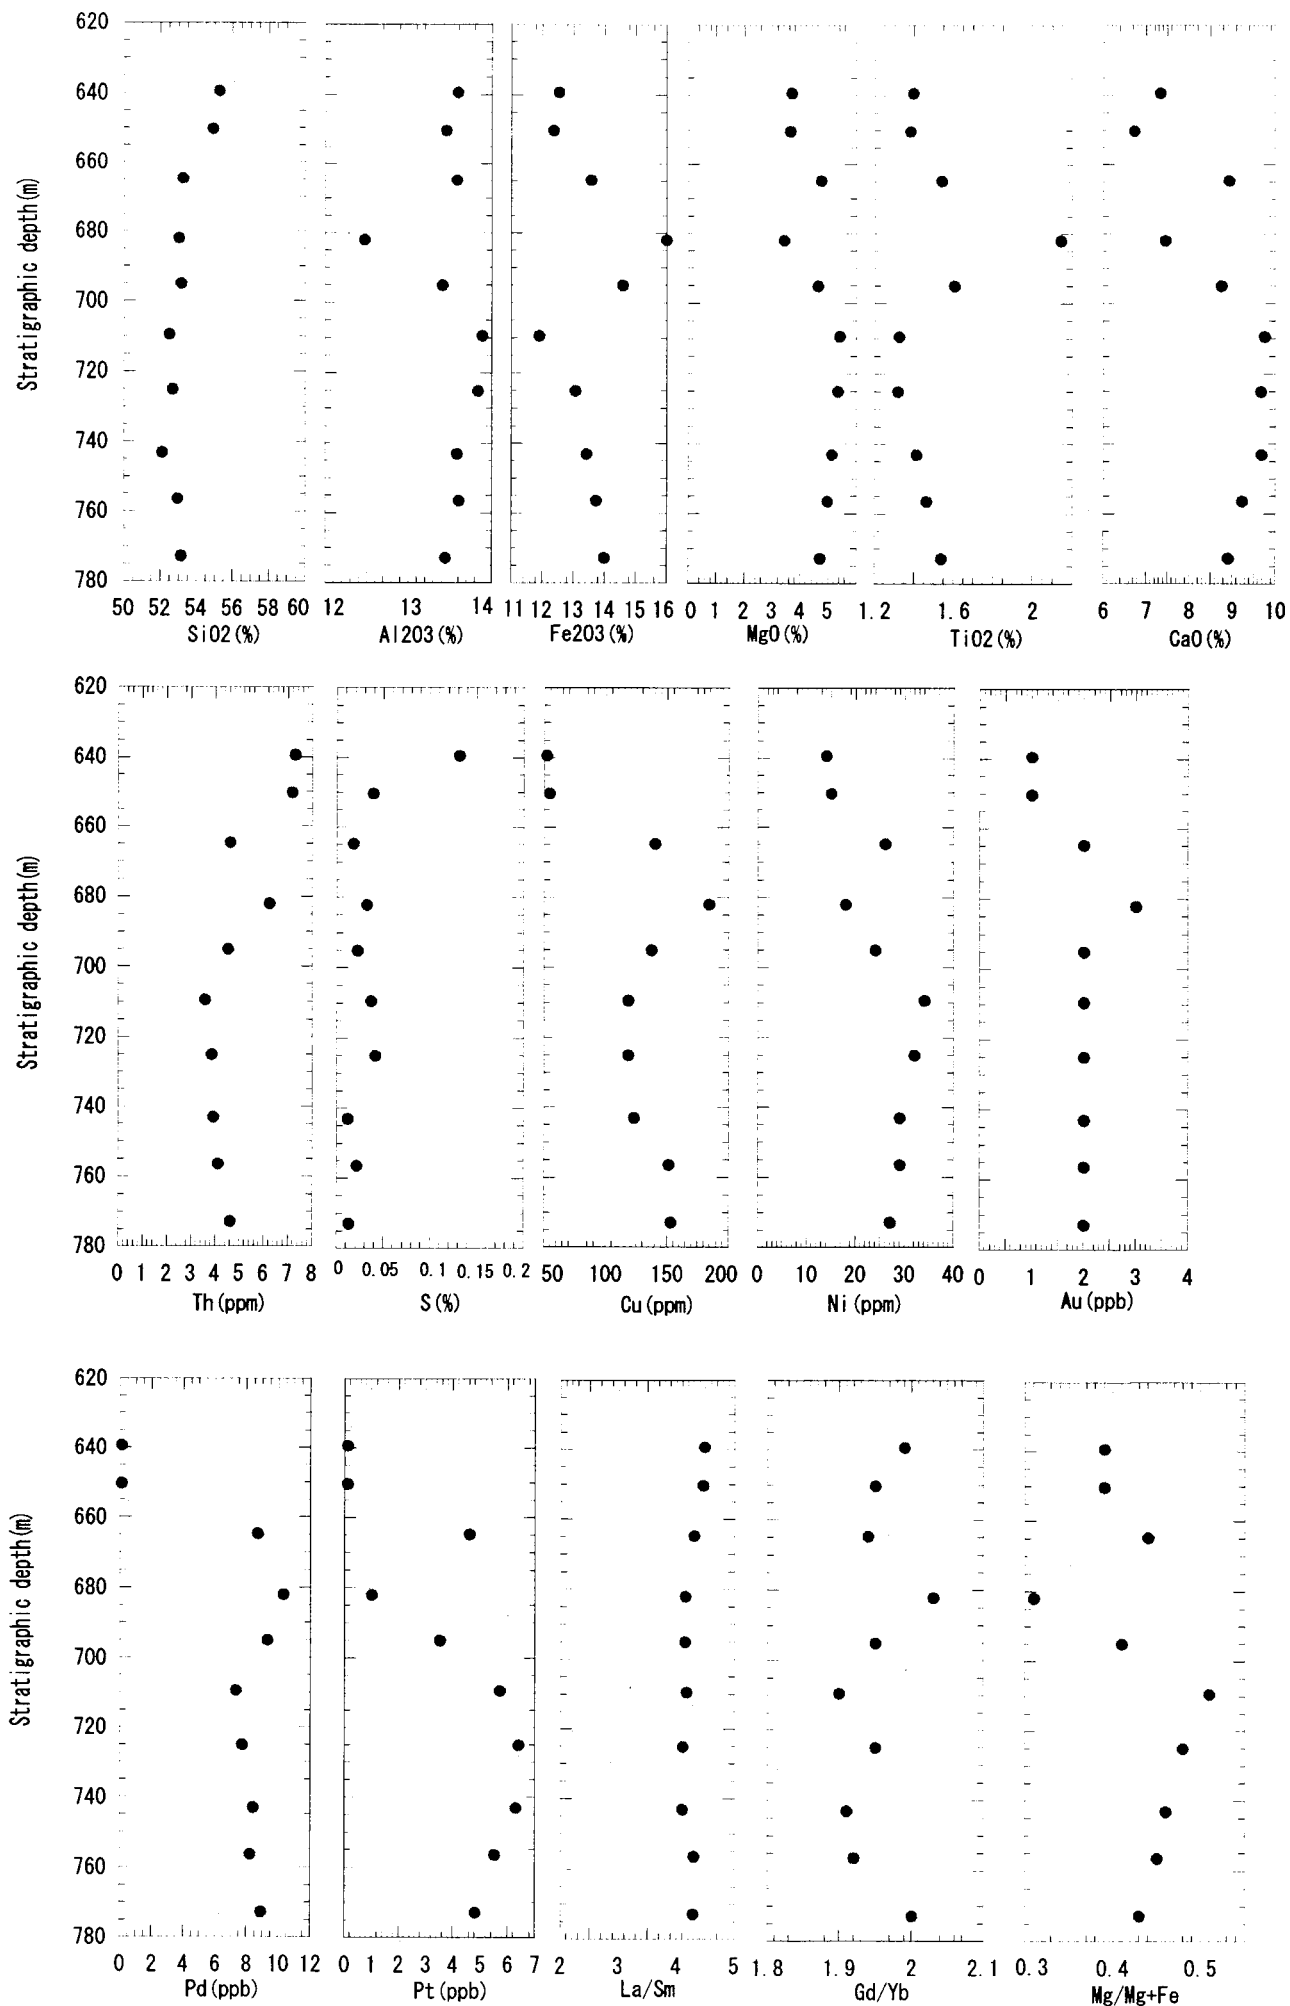 620
640
660
680
700
720
740
760
780
Stratigraphic depth(m)
50 52 54 56 58 60
SiO2(%)
12 13 14
Al2O3(%)
11 12 13 14 15 16
Fe2O3(%)
0 1 2 3 4 5 6
MgO(%)
1.2 1.6 2
TiO2(%)
6 7 8 9 10
CaO(%)
620
640
660
680
700
720
740
760
780
Stratigraphic depth(m)
0 1 2 3 4 5 6 7 8
Th(ppm)
0 0.05 0.1 0.15 0.2
S(%)
50 100 150 200
Cu(ppm)
0 10 20 30 40
Ni(ppm)
0 1 2 3 4
Au(ppb)
620
640
660
680
700
720
740
760
780
Stratigraphic depth(m)
0 2 4 6 8 10 12
Pd(ppb)
0 1 2 3 4 5 6 7
Pt(ppb)
2 3 4 5
La/Sm
1.8 1.9 2 2.1
Gd/Yb
0.3 0.4 0.5
Mg/Mg+Fe